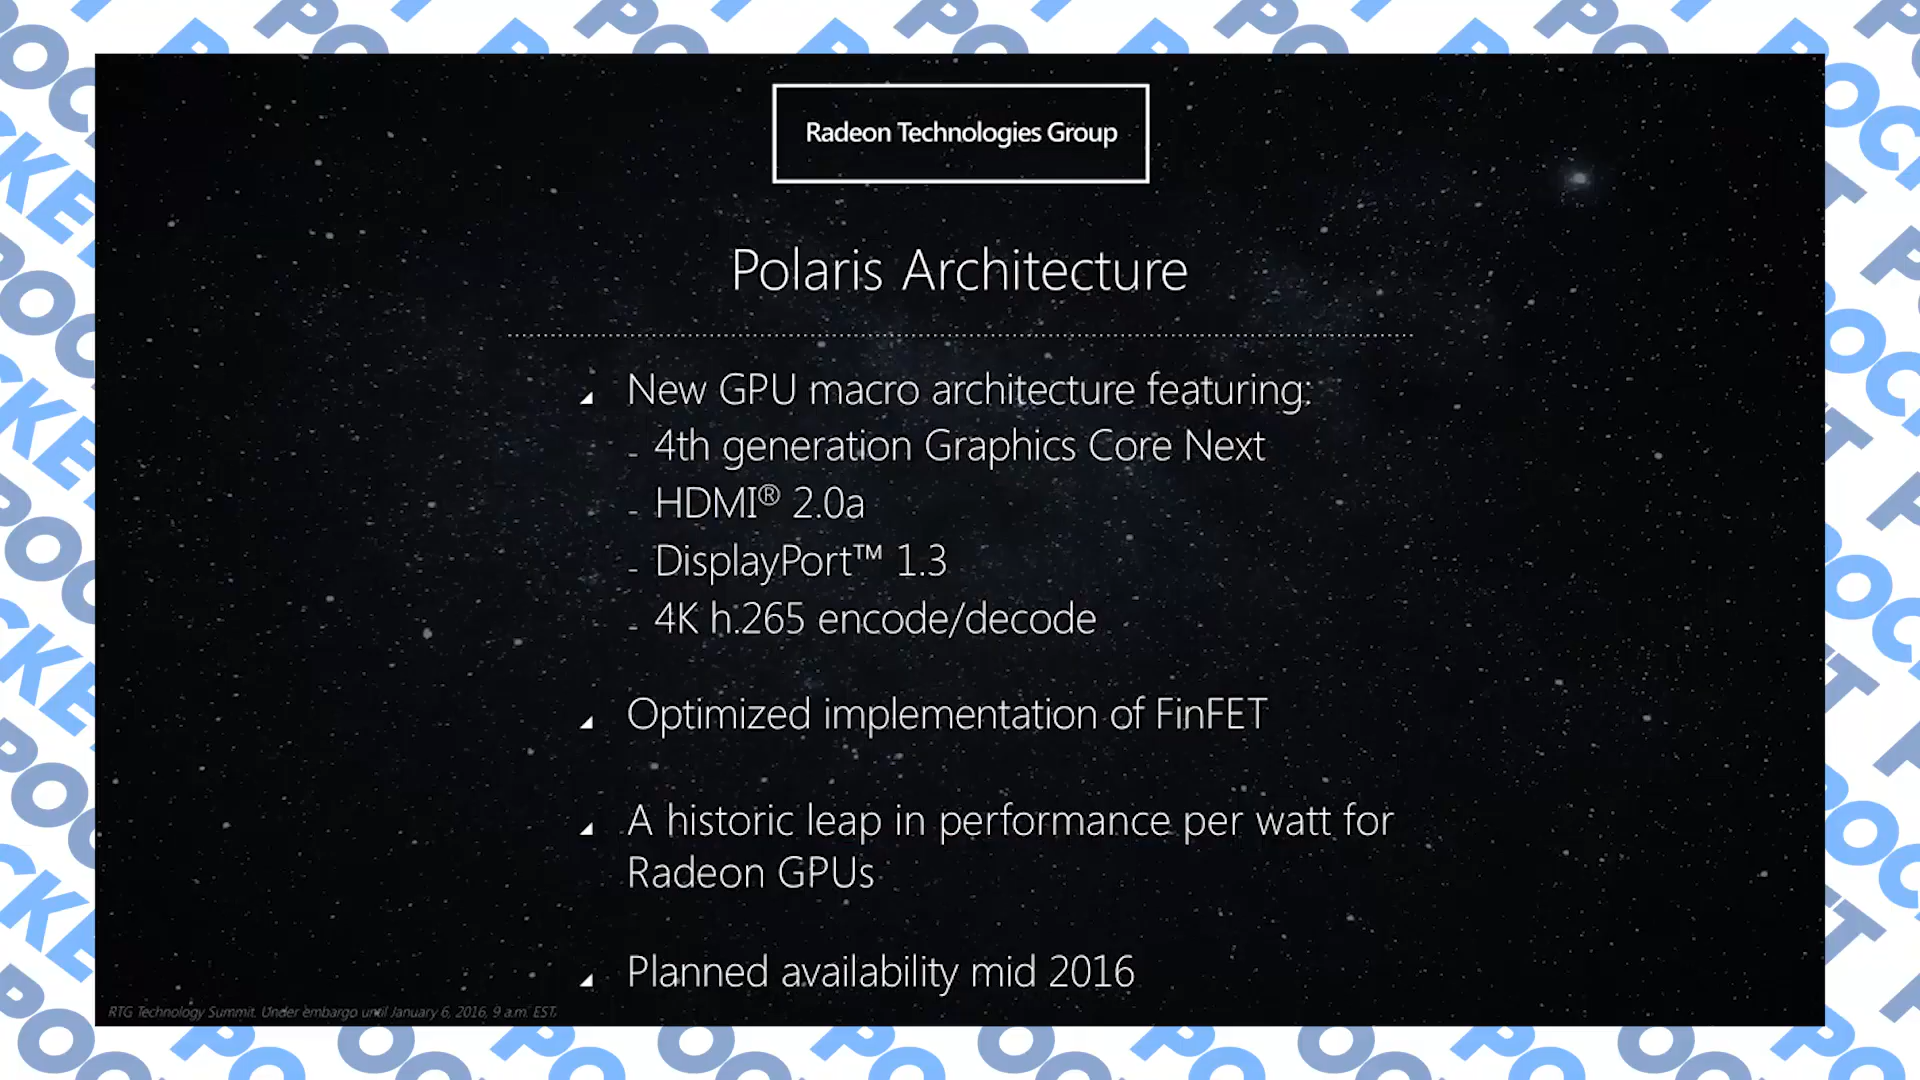 Radeon Technologies Group
Polaris Architecture
New GPU macro architecture featuring:
- 4th generation Graphics Core Next
- HDMI® 2.0a
- DisplayPort™ 1.3
- 4K h.265 encode/decode
Optimized implementation of FinFET
A historic leap in performance per watt for
Radeon GPUs
Planned availability mid 2016
RTG Technology Summit. Under embargo until January 6, 2016, 9 a.m. EST.